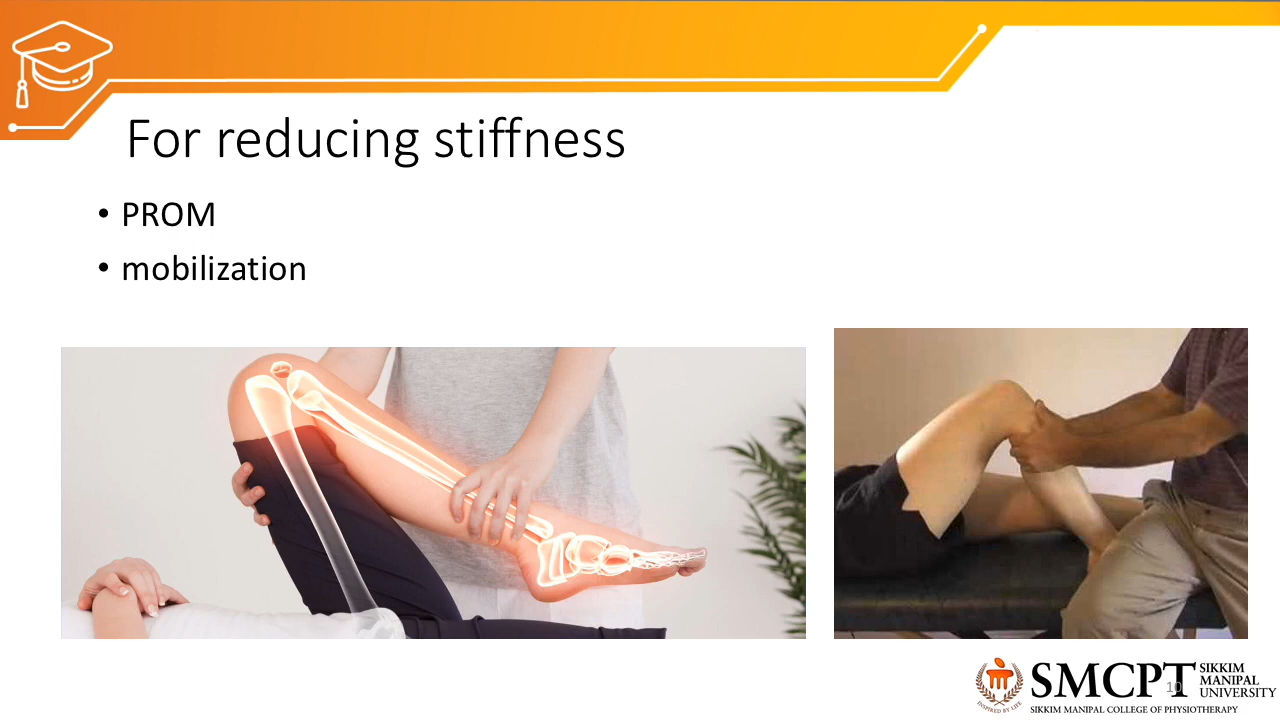 For reducing stiffness
• PROM
• mobilization
SMCPT
SIKKIM
MANIPAL
UNIVERSITY
10
INSPIRED BY LIFE
SIKKIM MANIPAL COLLEGE OF PHYSIOTHERAPY